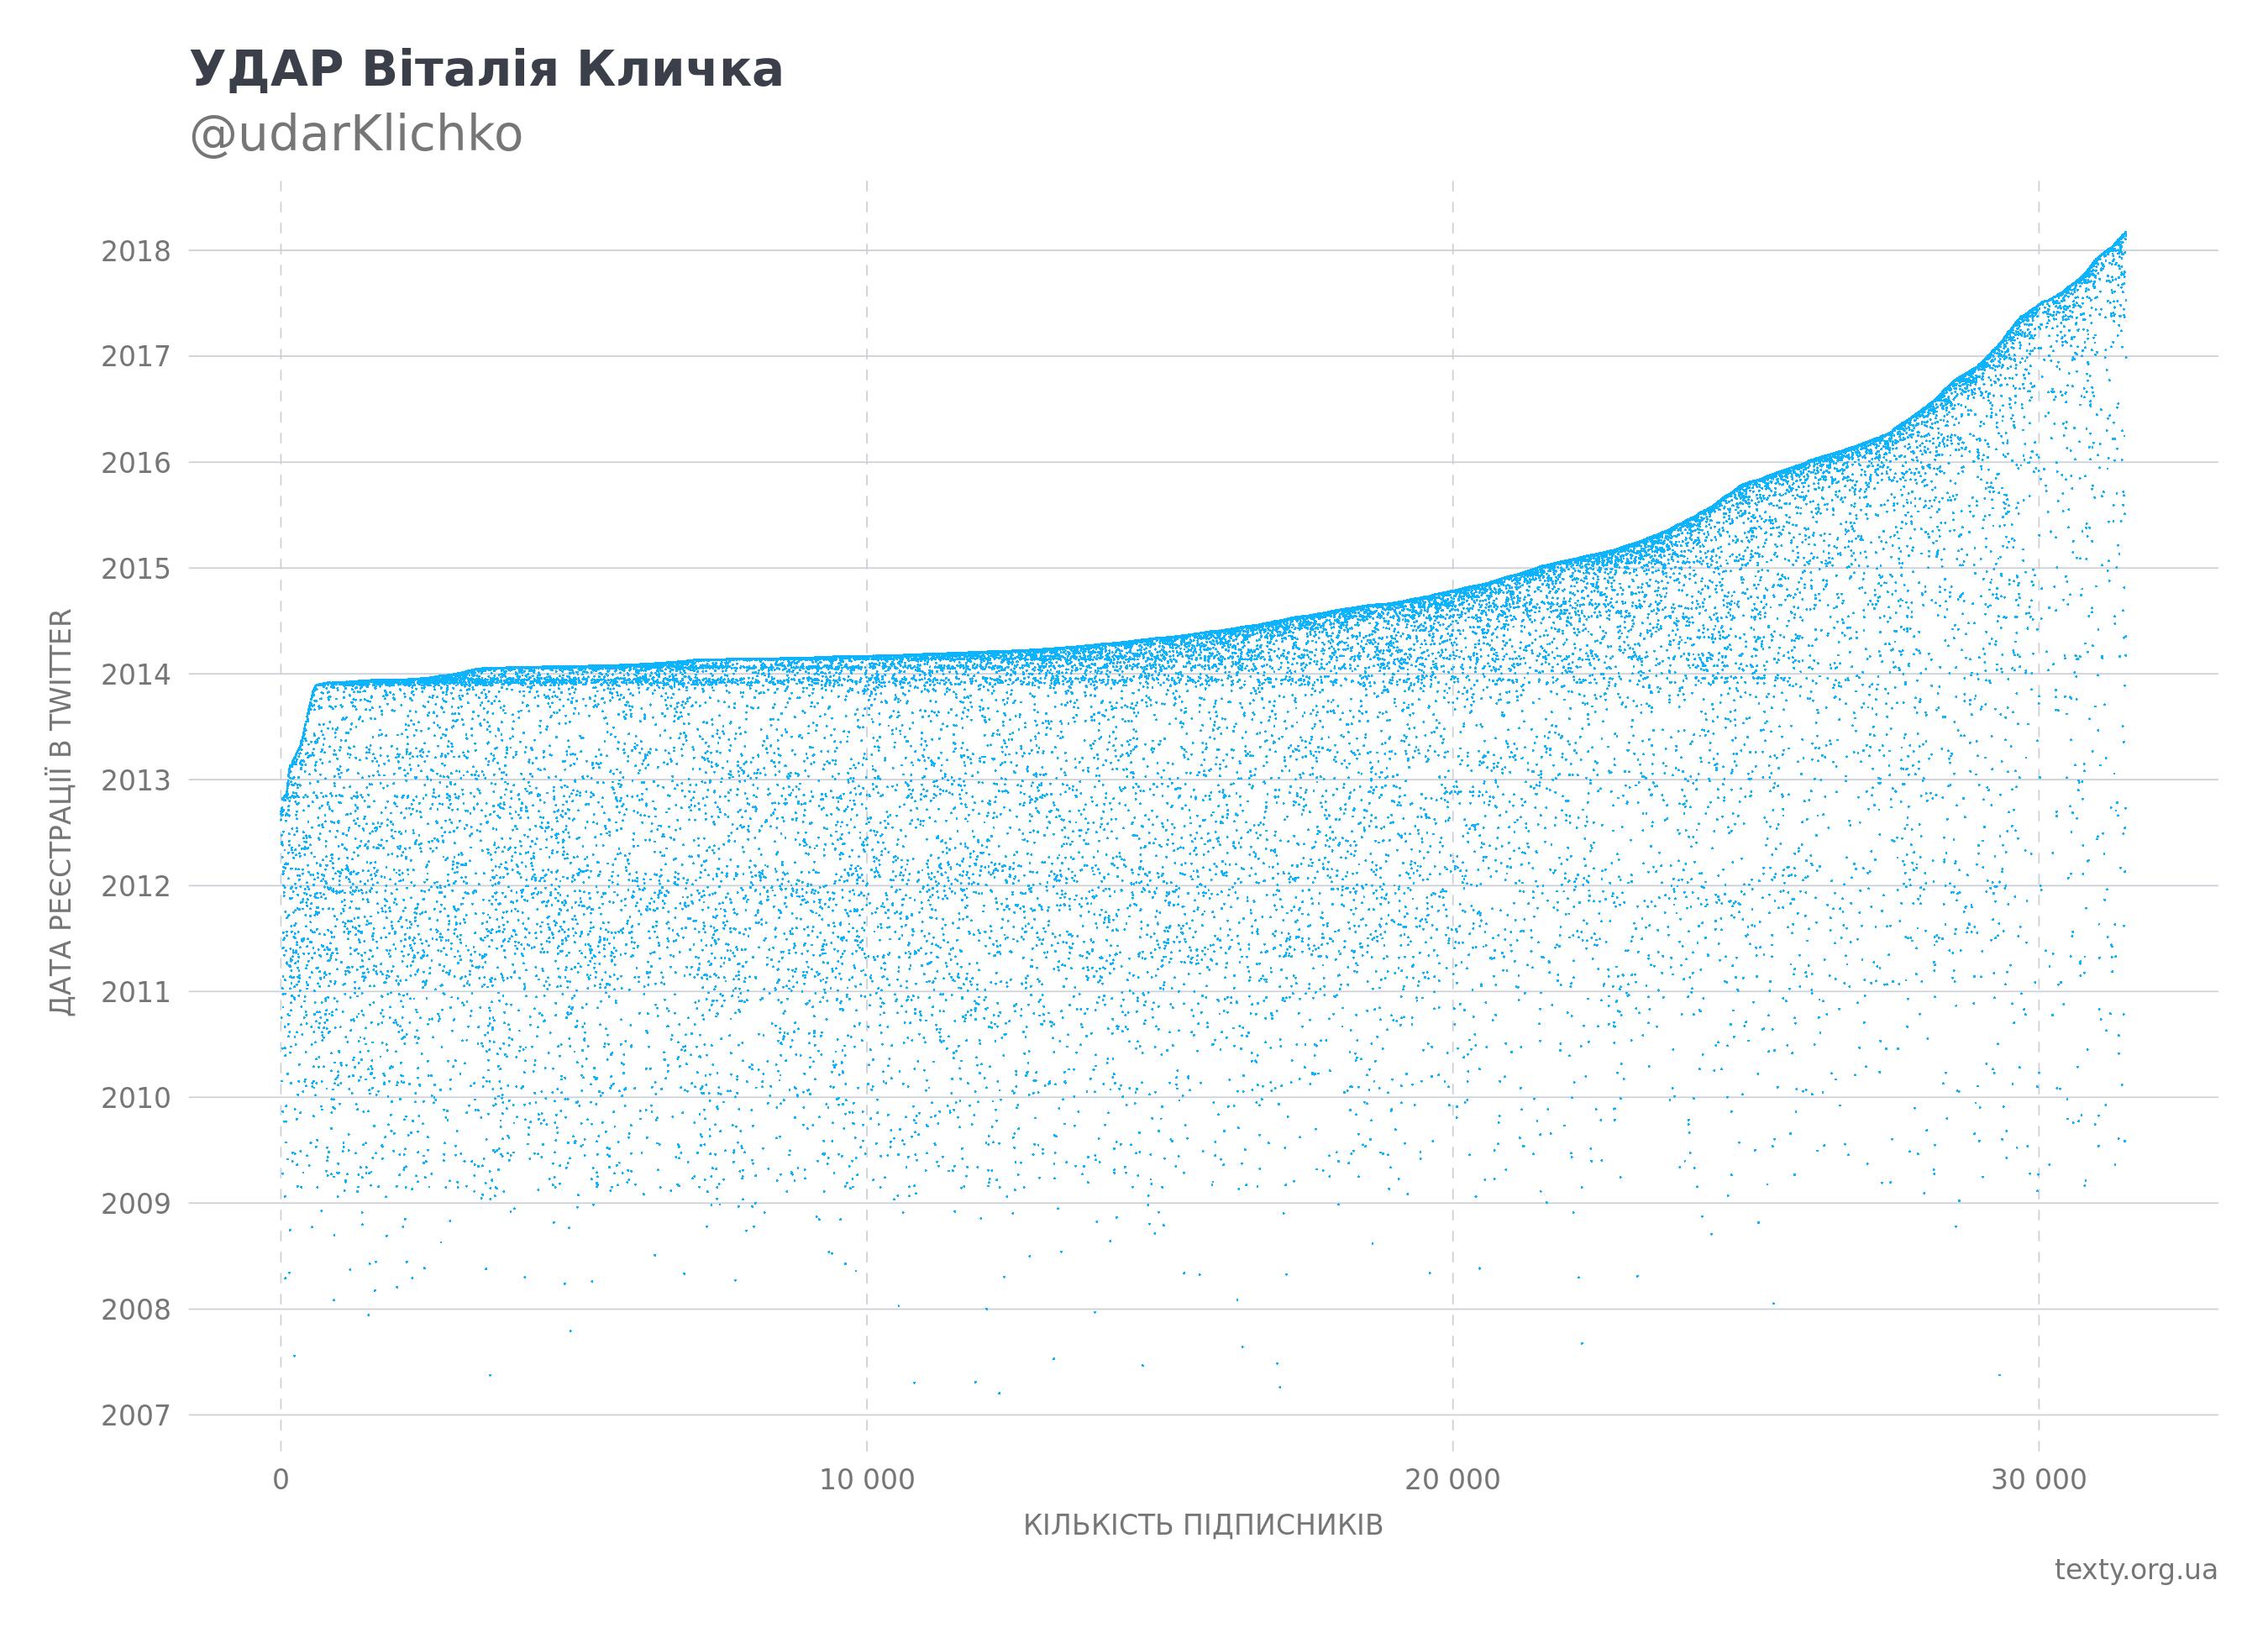 УДАР Віталія Кличка
@udarKlichko
2018
2017
2016
2015
2014
2013
2012
2011
2010
2009
2008
2007
ДАТА РЕЄСТРАЦІЇ В TWITTER
0 10 000 20 000 30 000
КІЛЬКІСТЬ ПІДПИСНИКІВ
texty.org.ua